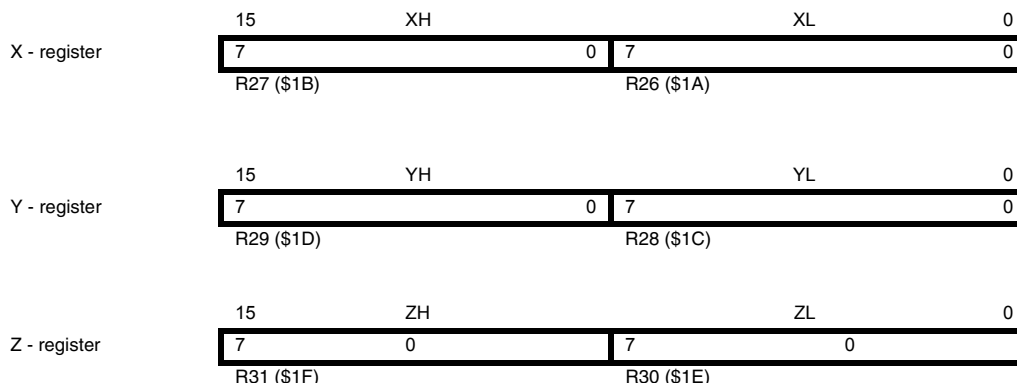 15 XH XL 0
X - register 7 0 7 0
R27 ($1B) R26 ($1A)
15 YH YL 0
Y - register 7 0 7 0
R29 ($1D) R28 ($1C)
15 ZH ZL 0
Z - register 7 0 7 0
R31 ($1F) R30 ($1E)